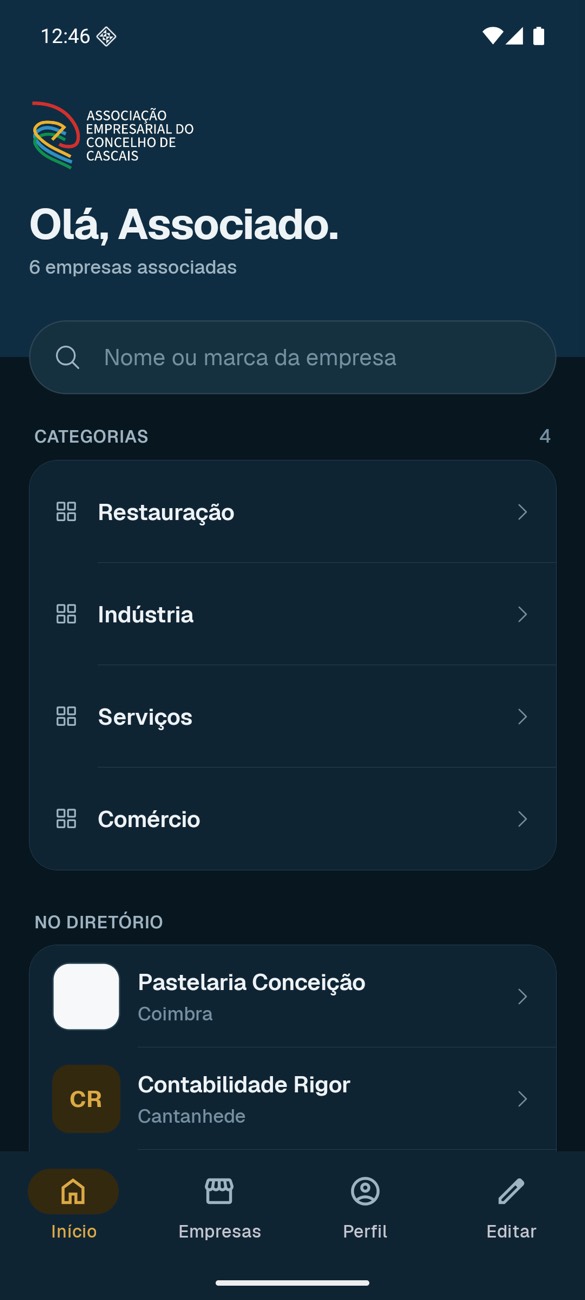 12:46
ASSOCIAÇÃO
EMPRESARIAL DO
CONCELHO DE
CASCAIS
Olá, Associado.
6 empresas associadas
Nome ou marca da empresa
CATEGORIAS 4
Restauração
Indústria
Serviços
Comércio
NO DIRETÓRIO
Pastelaria Conceição
Coimbra
CR
Contabilidade Rigor
Cantanhede
Início Empresas Perfil Editar